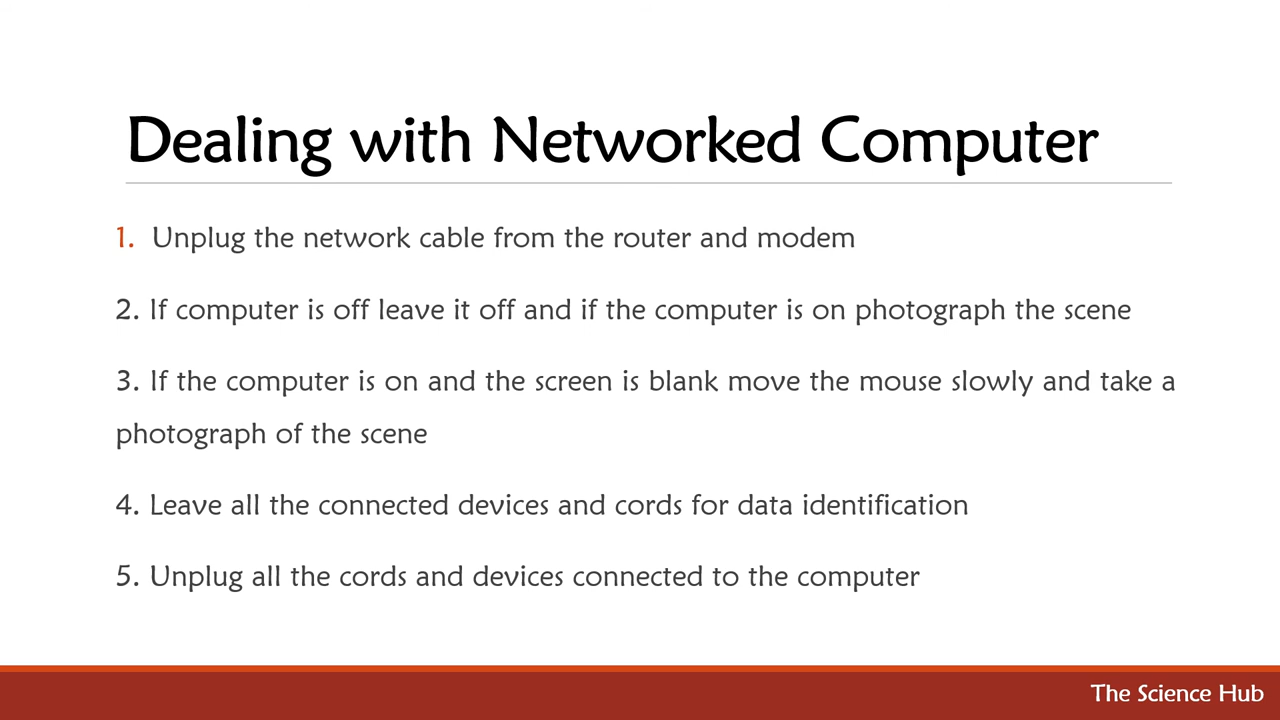 Dealing with Networked Computer
1. Unplug the network cable from the router and modem
2. If computer is off leave it off and if the computer is on photograph the scene
3. If the computer is on and the screen is blank move the mouse slowly and take a
photograph of the scene
4. Leave all the connected devices and cords for data identification
5. Unplug all the cords and devices connected to the computer
The Science Hub